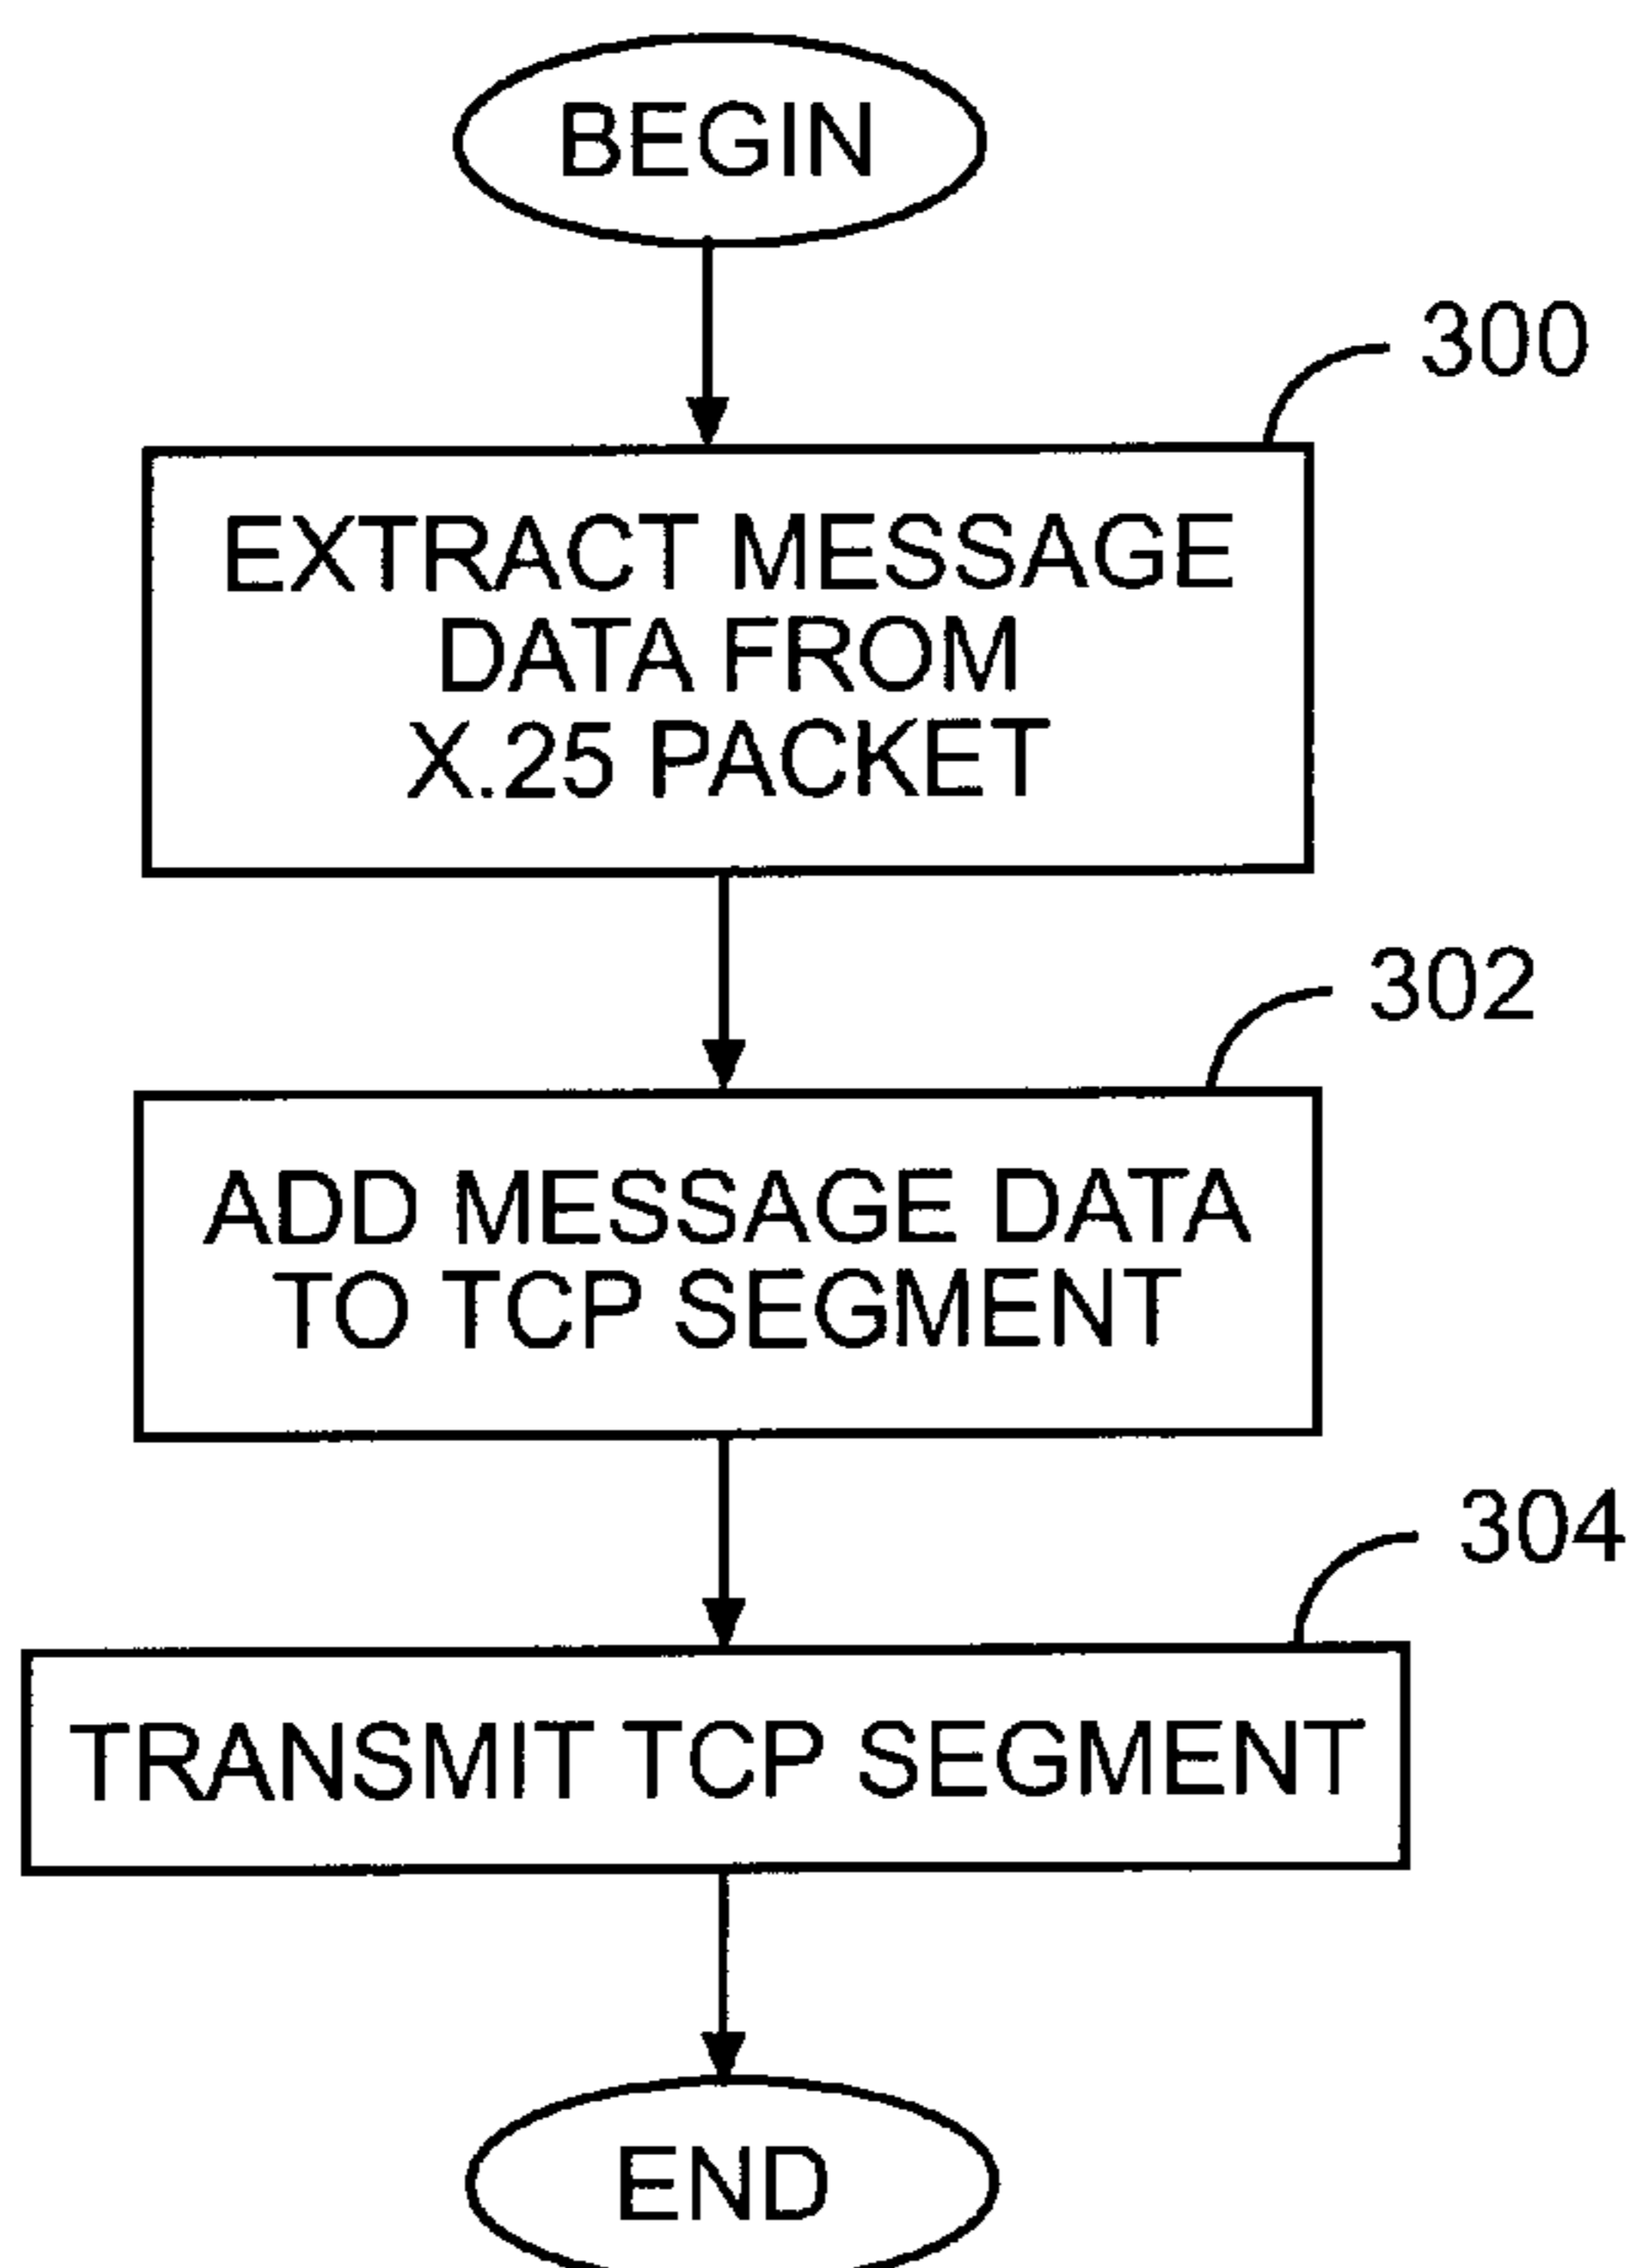 BEGIN
300
EXTRACT MESSAGE
DATA FROM
X.25 PACKET
302
ADD MESSAGE DATA
TO TCP SEGMENT
304
TRANSMIT TCP SEGMENT
END